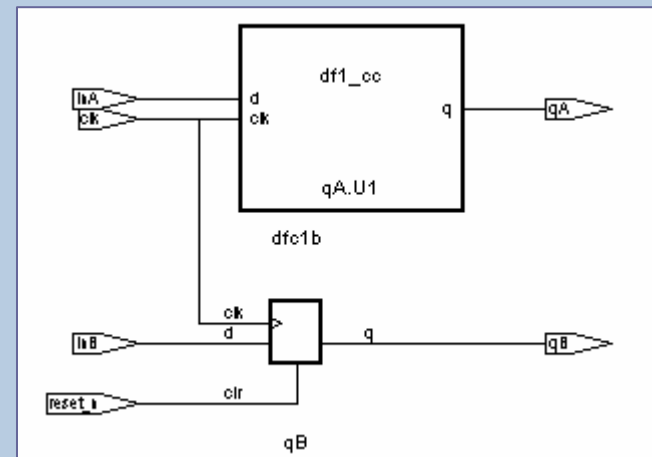 df1_cc
inA
d
clk
clk
q
qA
qA.U1
dfc1b
clk
d
inB
q
qB
reset_n
clr
qB